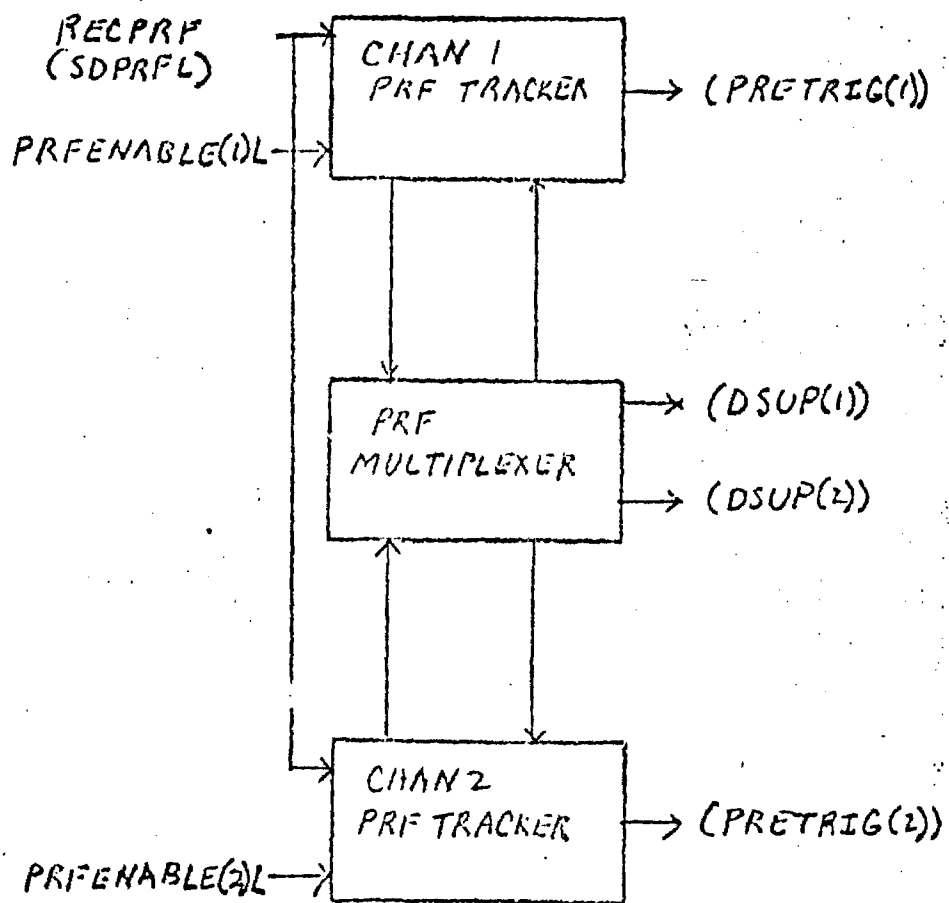 RECPRF
(SDPRFL)
CHAN 1
PRF TRACKER
(PRETRIG(1))
PRFENABLE(1)L
PRF
MULTIPLEXER
(DSUP(1))
(DSUP(2))
CHAN 2
PRF TRACKER
(PRETRIG(2))
PRFENABLE(2)L